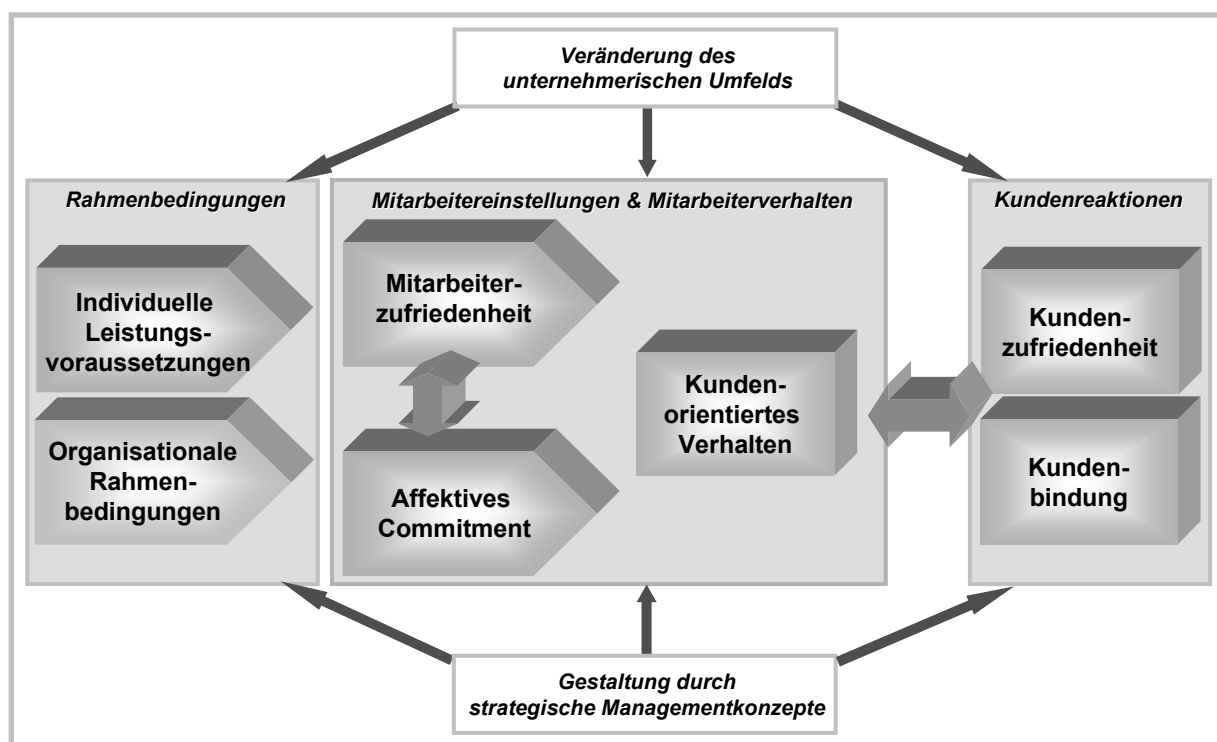 Veränderung des
unternehmerischen Umfelds
Rahmenbedingungen
Individuelle
Leistungs-
voraussetzungen
Organisationale
Rahmen-
bedingungen
Mitarbeitereinstellungen & Mitarbeiterverhalten
Mitarbeiter-
zufriedenheit
Affektives
Commitment
Kunden-
orientiertes
Verhalten
Kundenreaktionen
Kunden-
zufriedenheit
Kunden-
bindung
Gestaltung durch
strategische Managementkonzepte